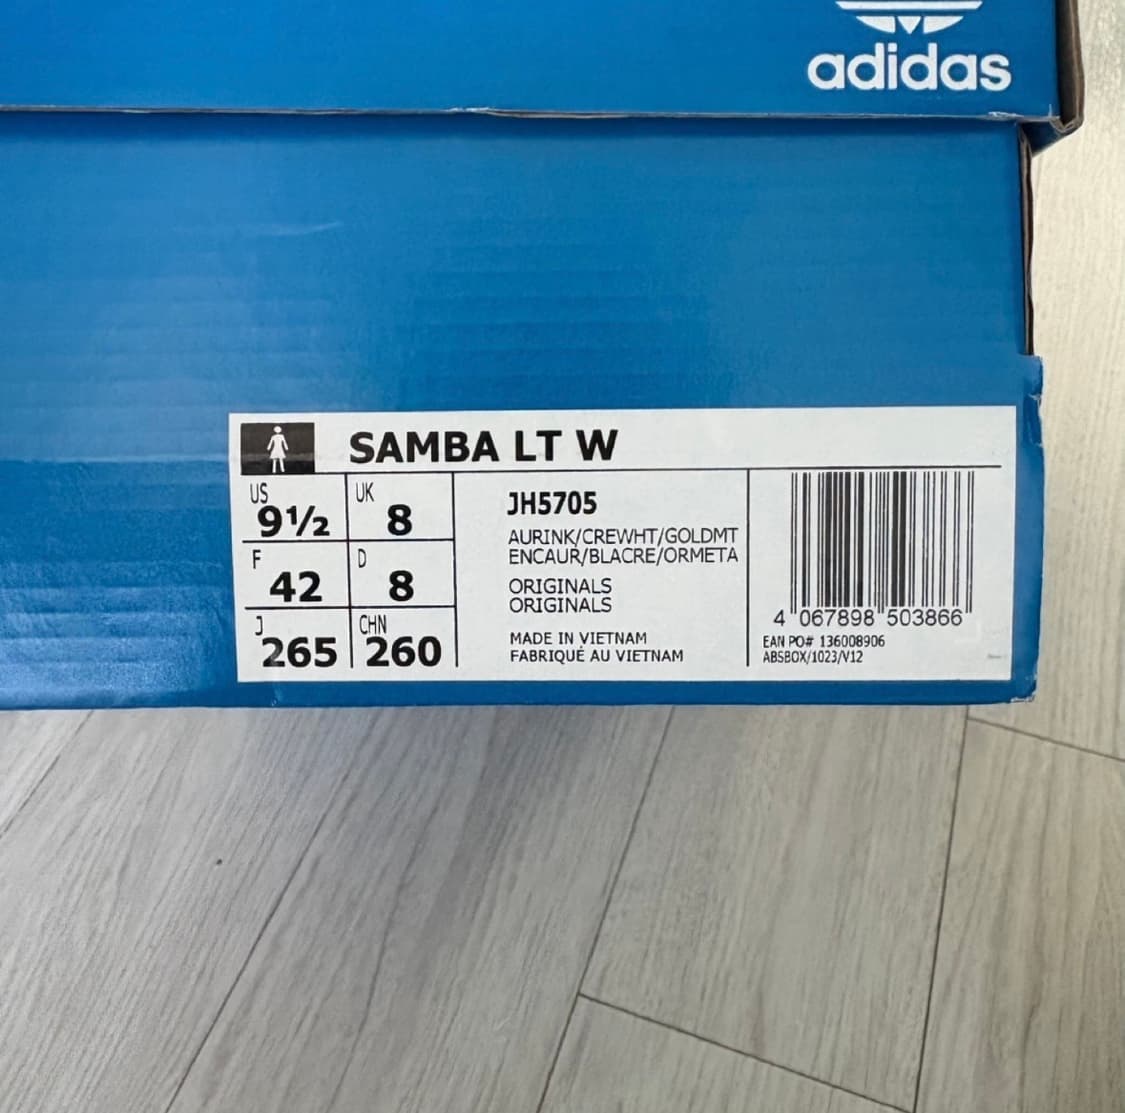 adidas
SAMBA LT W
US
9½
UK
8
F
42
D
8
J
265
CHN
260
JH5705
AURINK/CREWHT/GOLDMT
ENCAUR/BLACRE/ORMETA
ORIGINALS
ORIGINALS
MADE IN VIETNAM
FABRIQUÉ AU VIETNAM
4 067898 503866
EAN PO# 136008906
ABSBOX/1023/V12